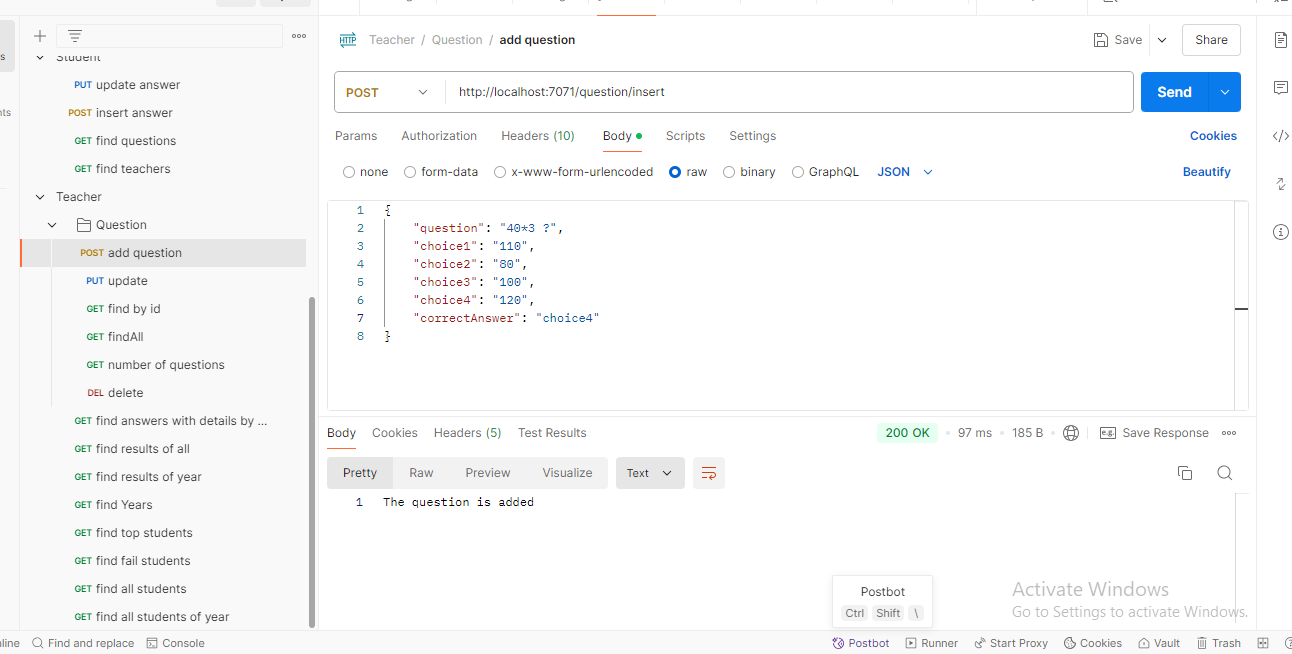 Student
PUT update answer
POST insert answer
GET find questions
GET find teachers
Teacher
Question
POST add question
PUT update
GET find by id
GET findAll
GET number of questions
DEL delete
GET find answers with details by ...
GET find results of all
GET find results of year
GET find Years
GET find top students
GET find fail students
GET find all students
GET find all students of year
HTTP Teacher / Question / add question
Save Share
POST http://localhost:7071/question/insert Send
Params Authorization Headers (10) Body Scripts Settings Cookies
none form-data x-www-form-urlencoded raw binary GraphQL JSON Beautify
1 {
2 "question": "40*3 ?",
3 "choice1": "110",
4 "choice2": "80",
5 "choice3": "100",
6 "choice4": "120",
7 "correctAnswer": "choice4"
8 }
Body Cookies Headers (5) Test Results 200 OK 97 ms 185 B e.g. Save Response
Pretty Raw Preview Visualize Text
1 The question is added
Postbot
Ctrl Shift \
Activate Windows
Go to Settings to activate Windows.
Find and replace Console Postbot Runner Start Proxy Cookies Vault Trash